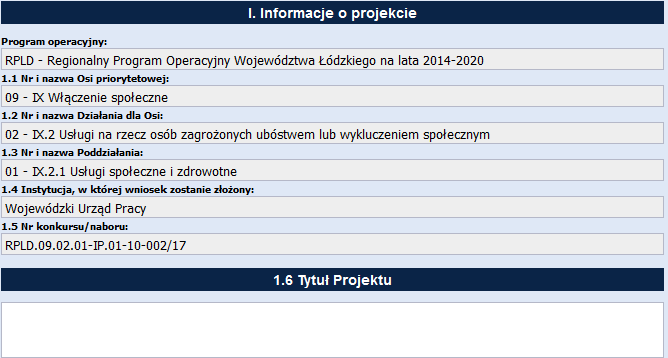 I. Informacje o projekcie
Program operacyjny:
RPLD - Regionalny Program Operacyjny Województwa Łódzkiego na lata 2014-2020
1.1 Nr i nazwa Osi priorytetowej:
09 - IX Włączenie społeczne
1.2 Nr i nazwa Działania dla Osi:
02 - IX.2 Usługi na rzecz osób zagrożonych ubóstwem lub wykluczeniem społecznym
1.3 Nr i nazwa Poddziałania:
01 - IX.2.1 Usługi społeczne i zdrowotne
1.4 Instytucja, w której wniosek zostanie złożony:
Wojewódzki Urząd Pracy
1.5 Nr konkursu/naboru:
RPLD.09.02.01-IP.01-10-002/17
1.6 Tytuł Projektu